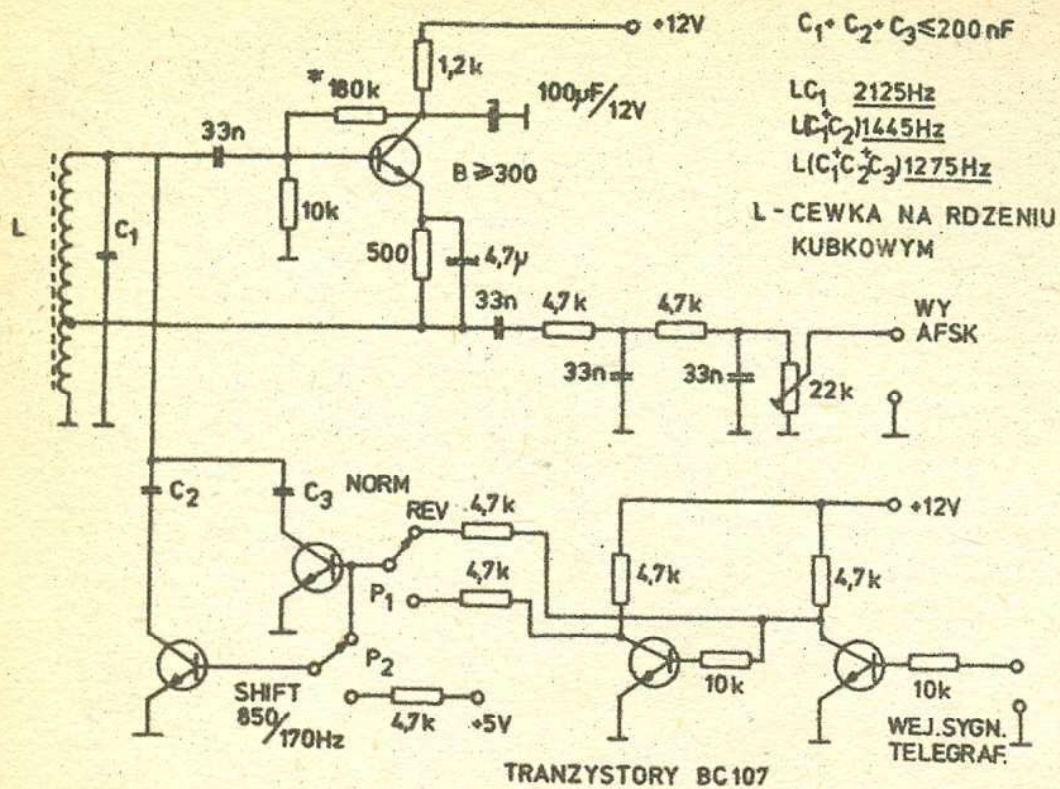 +12V
C₁+ C₂+ C₃≤200nF
1,2k
* 180k
100µF/12V
LC₁ 2125Hz
33n
L(C₁⁺C₂)1445Hz
B ≥ 300
L(C₁⁺C₂⁺C₃)1275Hz
10k
L
C₁
L - CEWKA NA RDZENIU
KUBKOWYM
500
4,7µ
33n
4,7k
4,7k
WY
AFSK
33n
33n
22k
C₂
C₃
NORM
REV
4,7k
+12V
4,7k
4,7k
4,7k
P₁
P₂
10k
10k
SHIFT
850/170Hz
4,7k
+5V
WEJ.SYGN.
TELEGRAF.
TRANZYSTORY BC107